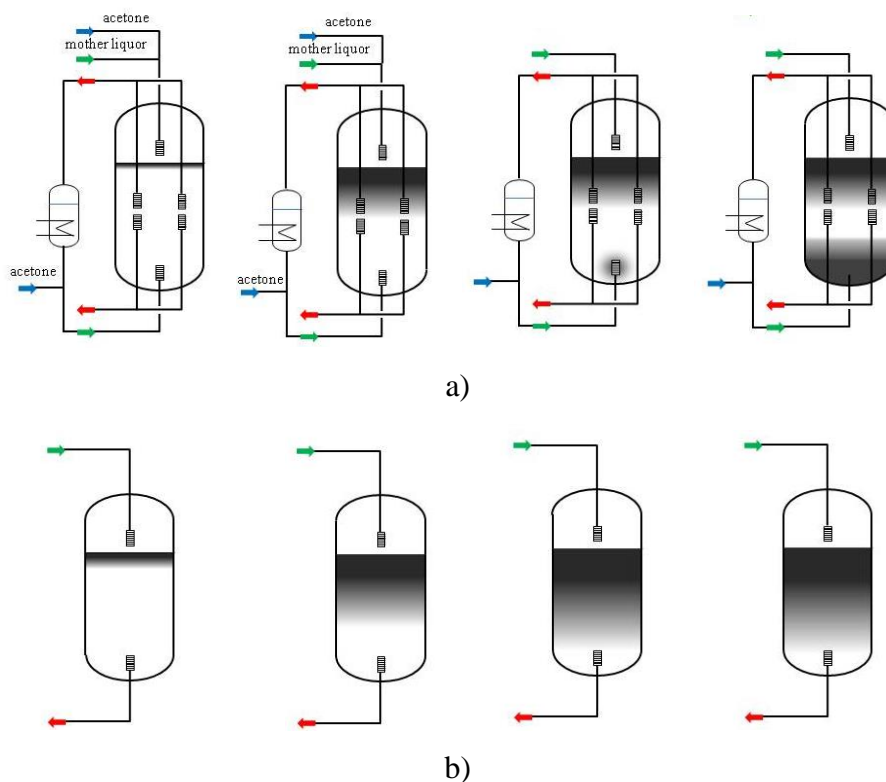 acetone
mother liquor
acetone
mother liquor
acetone
acetone
a)
b)